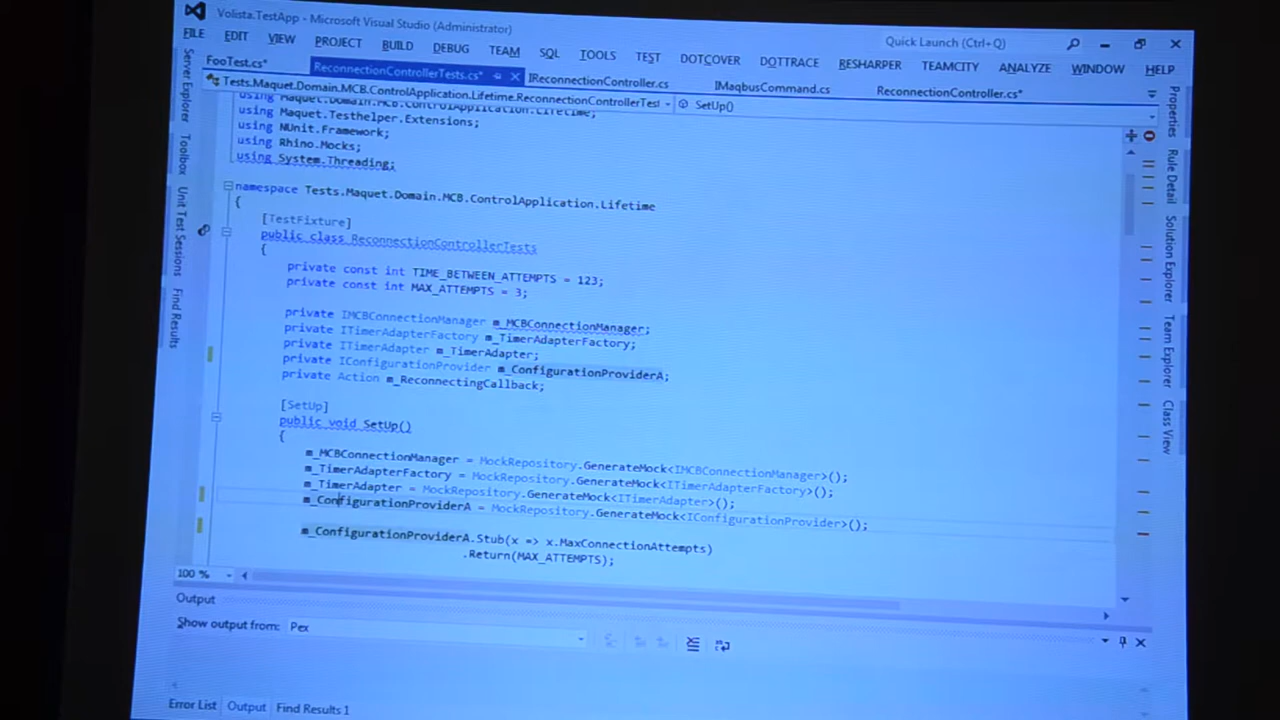 Volista.TestApp - Microsoft Visual Studio (Administrator)
Quick Launch (Ctrl+Q)
FILE EDIT VIEW PROJECT BUILD DEBUG TEAM SQL TOOLS TEST DOTCOVER DOTTRACE RESHARPER TEAMCITY ANALYZE WINDOW HELP
FooTest.cs* ReconnectionControllerTests.cs* IReconnectionController.cs IMaqbusCommand.cs ReconnectionController.cs*
Tests.Maquet.Domain.MCB.ControlApplication.Lifetime.ReconnectionControllerTest SetUp()
using Maquet.Domain.MCB.ControlApplication.Lifetime;
using Maquet.Testhelper.Extensions;
using NUnit.Framework;
using Rhino.Mocks;
using System.Threading;
namespace Tests.Maquet.Domain.MCB.ControlApplication.Lifetime
{
[TestFixture]
public class ReconnectionControllerTests
{
private const int TIME_BETWEEN_ATTEMPTS = 123;
private const int MAX_ATTEMPTS = 3;
private IMCBConnectionManager m_MCBConnectionManager;
private ITimerAdapterFactory m_TimerAdapterFactory;
private ITimerAdapter m_TimerAdapter;
private IConfigurationProvider m_ConfigurationProviderA;
private Action m_ReconnectingCallback;
[SetUp]
public void SetUp()
{
m_MCBConnectionManager = MockRepository.GenerateMock<IMCBConnectionManager>();
m_TimerAdapterFactory = MockRepository.GenerateMock<ITimerAdapterFactory>();
m_TimerAdapter = MockRepository.GenerateMock<ITimerAdapter>();
m_ConfigurationProviderA = MockRepository.GenerateMock<IConfigurationProvider>();
m_ConfigurationProviderA.Stub(x => x.MaxConnectionAttempts)
.Return(MAX_ATTEMPTS);
100 %
Output
Show output from: Pex
Error List Output Find Results 1
Server Explorer
Toolbox
Unit Test Sessions
Find Results
Properties
Rule Detail
Solution Explorer
Team Explorer
Class View